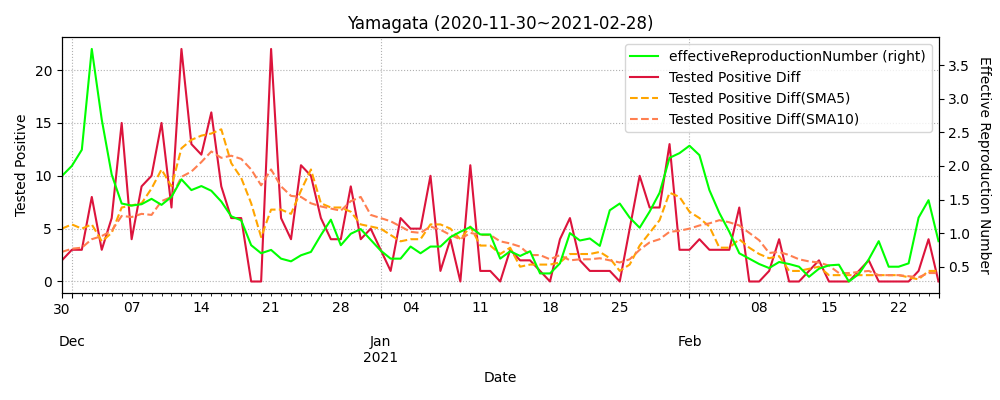 Yamagata (2020-11-30~2021-02-28)
effectiveReproductionNumber (right)
Tested Positive Diff
Tested Positive Diff(SMA5)
Tested Positive Diff(SMA10)
Tested Positive
20
15
10
5
0
Effective Reproduction Number
3.5
3.0
2.5
2.0
1.5
1.0
0.5
30 07 14 21 28 04 11 18 25 08 15 22
Dec Jan Feb
2021
Date